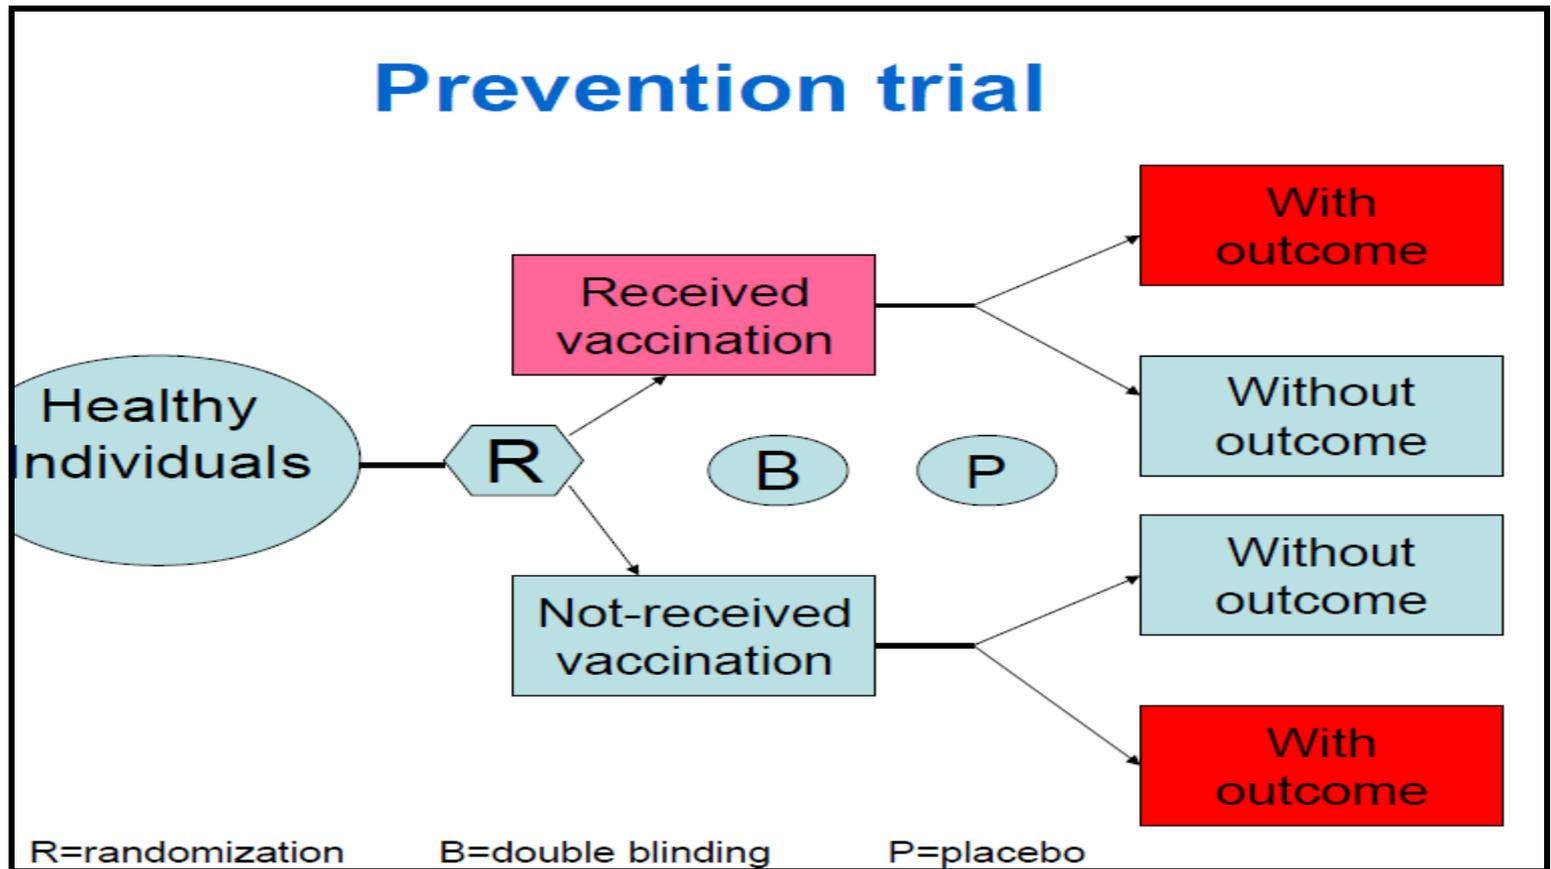 Prevention trial
With
outcome
Received
vaccination
Without
outcome
Healthy
Individuals
R
B
P
Without
outcome
Not-received
vaccination
With
outcome
R=randomization
B=double blinding
P=placebo